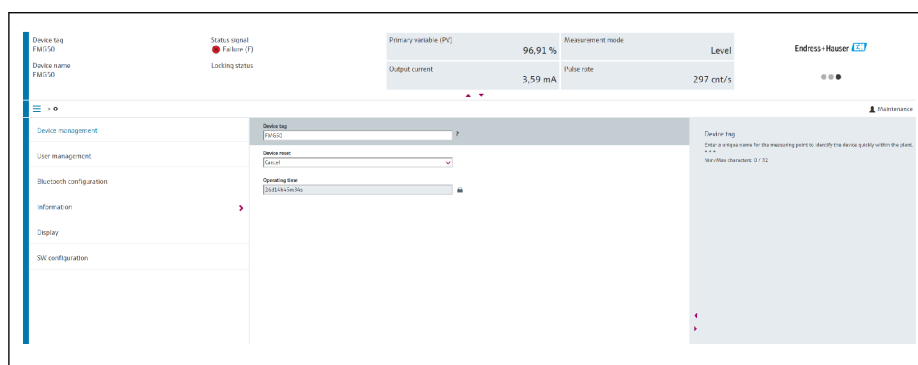 Device tag
FMG50
Device name
FMG50
Status signal
Failure (F)
Locking status
Primary variable (PV)
96,91 %
Measurement mode
Level
Output current
3,59 mA
Pulse rate
297 cnt/s
Endress+Hauser
Maintenance
Device management
User management
Bluetooth configuration
Information
Display
SW configuration
Device tag
FMG50
?
Device reset
Cancel
Operating time
26d14h45m34s
Device tag
Enter a unique name for the measuring point to identify the device quickly within the plant.
* * *
Min/Max characters: 0 / 32